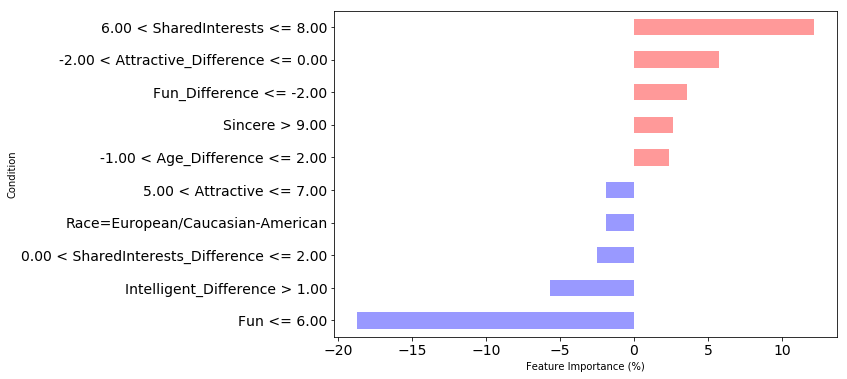 6.00 < SharedInterests <= 8.00
-2.00 < Attractive_Difference <= 0.00
Fun_Difference <= -2.00
Sincere > 9.00
-1.00 < Age_Difference <= 2.00
5.00 < Attractive <= 7.00
Race=European/Caucasian-American
0.00 < SharedInterests_Difference <= 2.00
Intelligent_Difference > 1.00
Fun <= 6.00
Condition
−20 −15 −10 −5 0 5 10
Feature Importance (%)